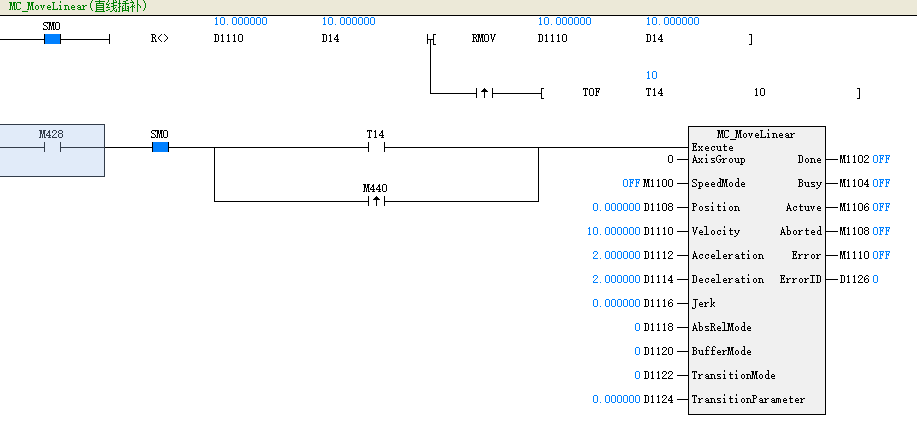 MC_MoveLinear(直线插补)
10.000000 10.000000 10.000000 10.000000
SM0 R<> D1110 D14 [ RMOV D1110 D14 ]
10
[ TOF T14 10 ]
M428 SM0 T14 MC_MoveLinear
Execute
0 AxisGroup Done M1102 OFF
M440 OFF M1100 SpeedMode Busy M1104 OFF
0.000000 D1108 Position Actuve M1106 OFF
10.000000 D1110 Velocity Aborted M1108 OFF
2.000000 D1112 Acceleration Error M1110 OFF
2.000000 D1114 Deceleration ErrorID D1126 0
0.000000 D1116 Jerk
0 D1118 AbsRelMode
0 D1120 BufferMode
0 D1122 TransitionMode
0.000000 D1124 TransitionParameter